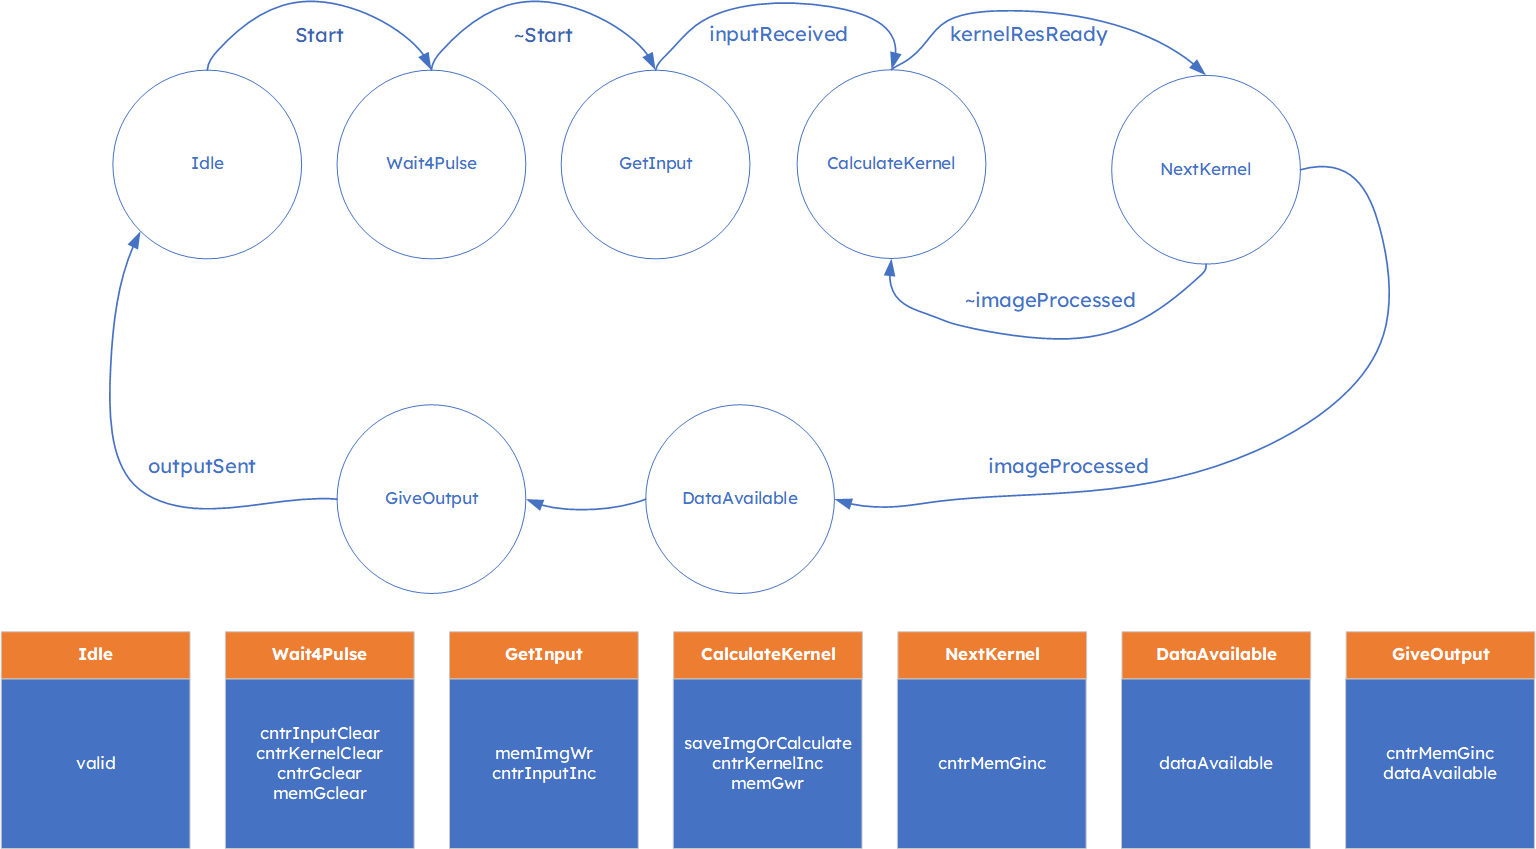 Start
~Start
inputReceived
kernelResReady
Idle
Wait4Pulse
GetInput
CalculateKernel
NextKernel
~imageProcessed
outputSent
imageProcessed
GiveOutput
DataAvailable
Idle
valid
Wait4Pulse
cntrInputClear
cntrKernelClear
cntrGclear
memGclear
GetInput
memImgWr
cntrInputInc
CalculateKernel
saveImgOrCalculate
cntrKernelInc
memGwr
NextKernel
cntrMemGinc
DataAvailable
dataAvailable
GiveOutput
cntrMemGinc
dataAvailable